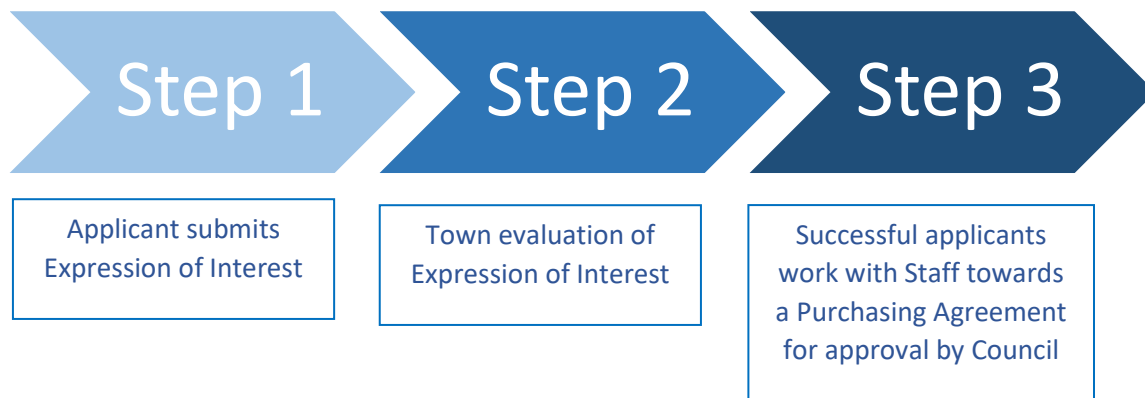 Step 1
Step 2
Step 3
Applicant submits
Expression of Interest
Town evaluation of
Expression of Interest
Successful applicants
work with Staff towards
a Purchasing Agreement
for approval by Council